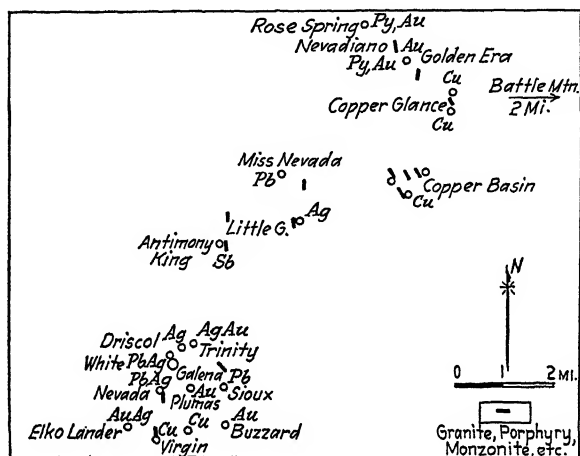 Rose Spring Py, Au
Nevadiano Au
Py, Au Golden Era
Cu
Battle Mtn.
Copper Glance
2 Mi.
Cu
Miss Nevada
Pb
Copper Basin
Cu
Little G. Ag
Antimony
King Sb
N
Driscol Ag Ag Au
Trinity
White PbAg
PbAg Galena Pb
Nevada Au Sioux
Plumas
AuAg Au
Elko Lander Cu Cu Buzzard
Virgin
0 1 2 Mi.
Granite, Porphyry,
Monzonite, etc.